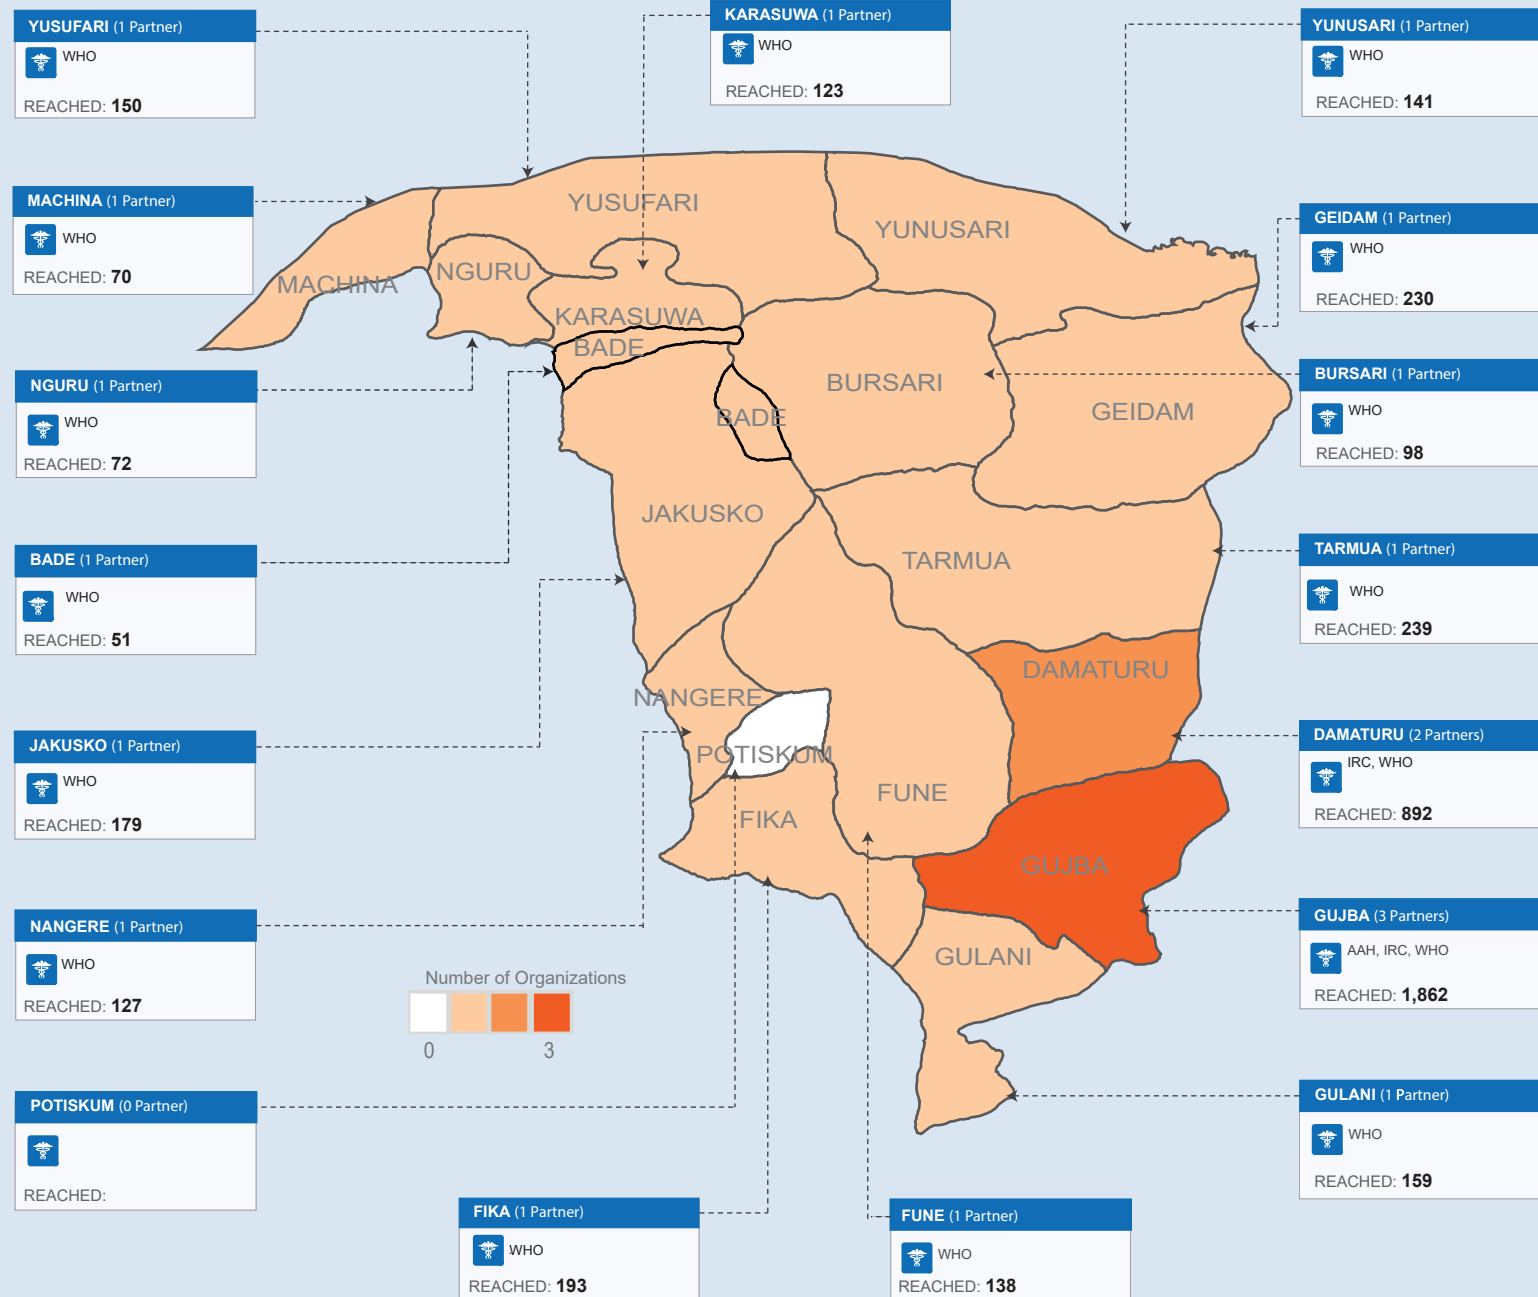 YUSUFARI (1 Partner)
WHO
REACHED: 150
KARASUWA (1 Partner)
WHO
REACHED: 123
YUNUSARI (1 Partner)
WHO
REACHED: 141
MACHINA (1 Partner)
WHO
REACHED: 70
GEIDAM (1 Partner)
WHO
REACHED: 230
NGURU (1 Partner)
WHO
REACHED: 72
BURSARI (1 Partner)
WHO
REACHED: 98
BADE (1 Partner)
WHO
REACHED: 51
TARMUA (1 Partner)
WHO
REACHED: 239
JAKUSKO (1 Partner)
WHO
REACHED: 179
DAMATURU (2 Partners)
IRC, WHO
REACHED: 892
NANGERE (1 Partner)
WHO
REACHED: 127
GUJBA (3 Partners)
AAH, IRC, WHO
REACHED: 1,862
POTISKUM (0 Partner)
REACHED:
GULANI (1 Partner)
WHO
REACHED: 159
FIKA (1 Partner)
WHO
REACHED: 193
FUNE (1 Partner)
WHO
REACHED: 138
YUSUFARI
YUNUSARI
NGURU
MACHINA
KARASUWA
BADE
BURSARI
GEIDAM
BADE
JAKUSKO
TARMUA
DAMATURU
NANGERE
POTISKUM
FUNE
FIKA
GUJBA
GULANI
Number of Organizations
0 3